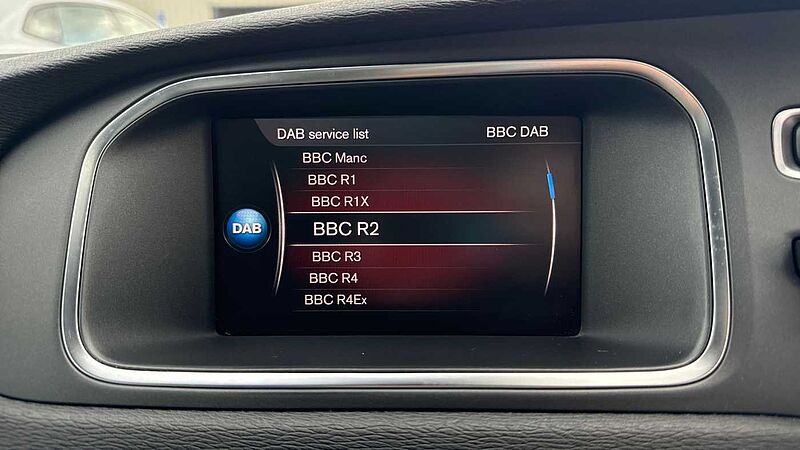 DAB service list BBC DAB
BBC Manc
BBC R1
BBC R1X
DAB BBC R2
BBC R3
BBC R4
BBC R4Ex